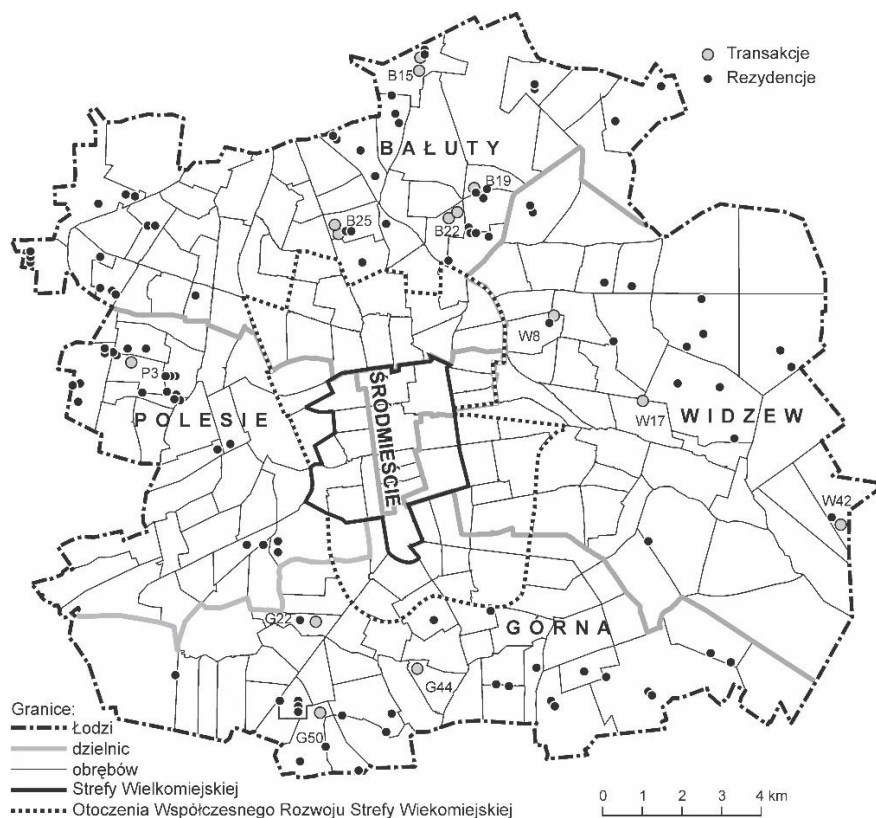 Transakcje
Rezydencje
B15
BAŁUTY
B19
B25
B22
W8
P3
POLESIE
ŚRODMIEŚCIE
W17
WIDZEW
W42
G22
GÓRNA
G44
G50
Granice:
Łodzi
dzielnic
obrębów
Strefy Wielkomiejskiej
Otoczenia Współczesnego Rozwoju Strefy Wiekomiejskiej
0 1 2 3 4 km